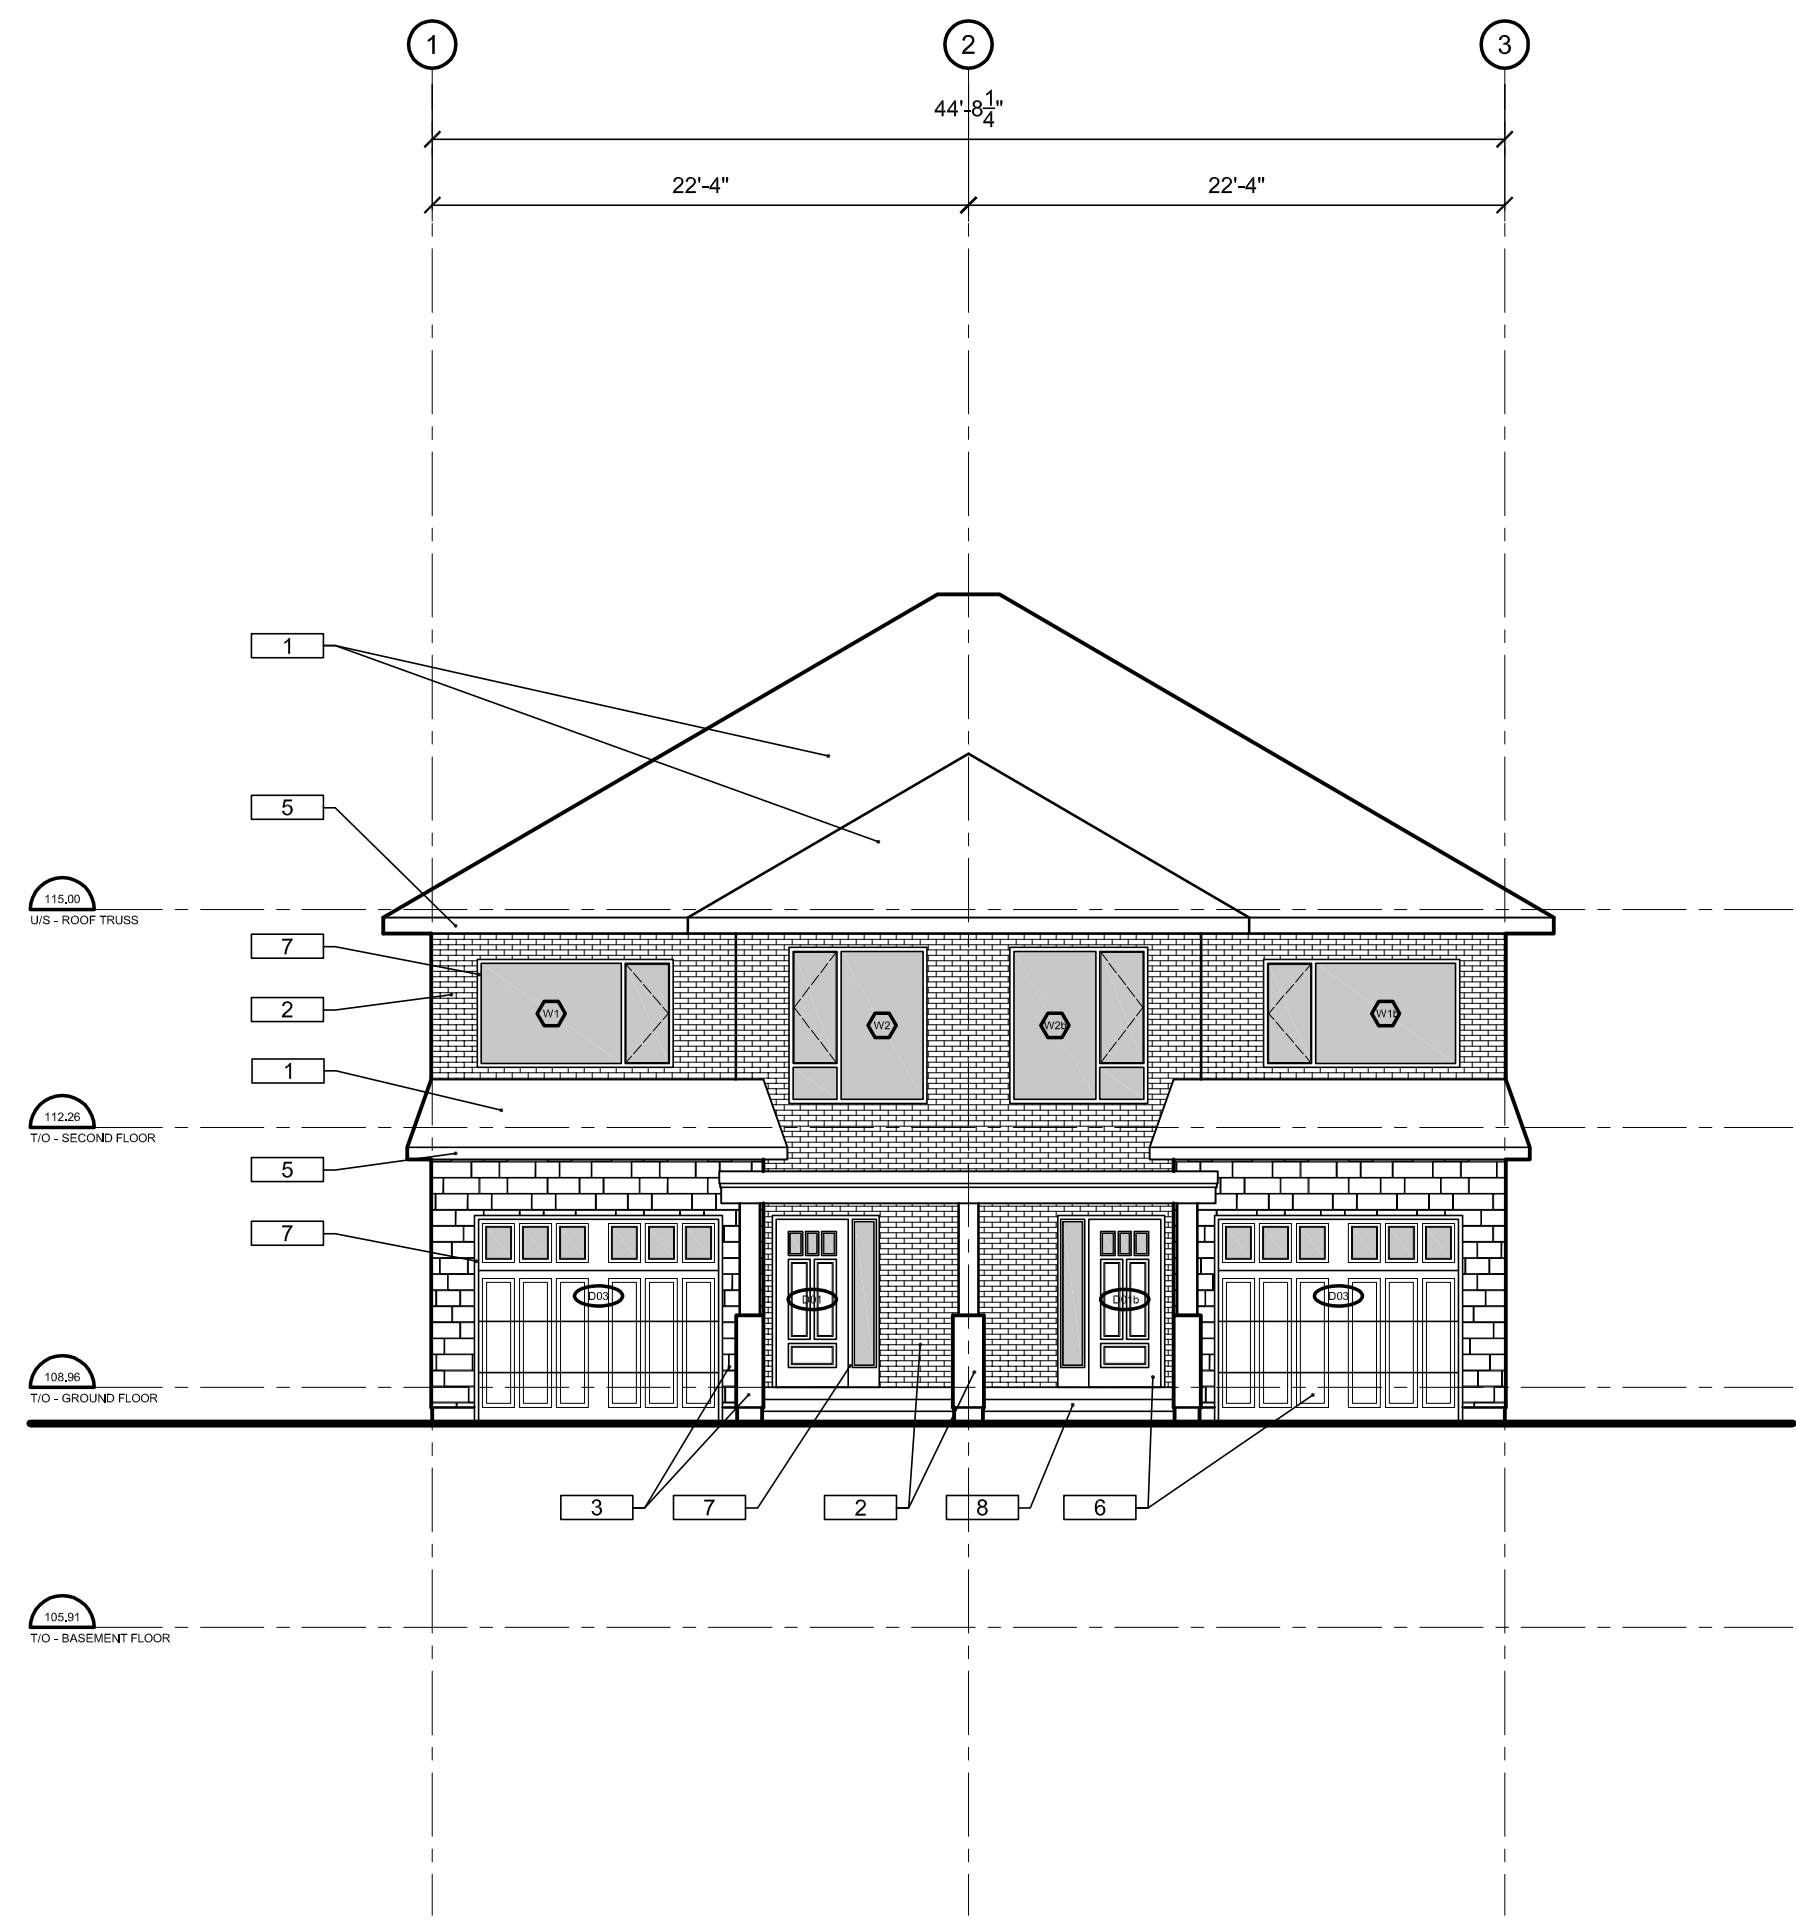 1
2
3
44'-8 1/4"
22'-4"
22'-4"
1
5
115.00
U/S - ROOF TRUSS
7
2
W1
W2
W2b
W1b
1
112.26
T/O - SECOND FLOOR
5
7
D03
D01
D01b
D03
108.96
T/O - GROUND FLOOR
3
7
2
8
6
105.91
T/O - BASEMENT FLOOR